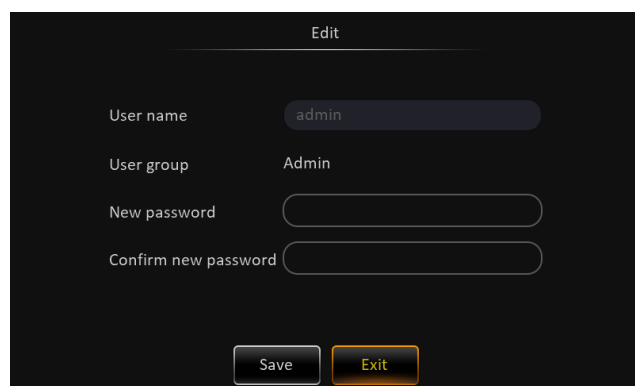 Edit
User name admin
User group Admin
New password
Confirm new password
Save Exit